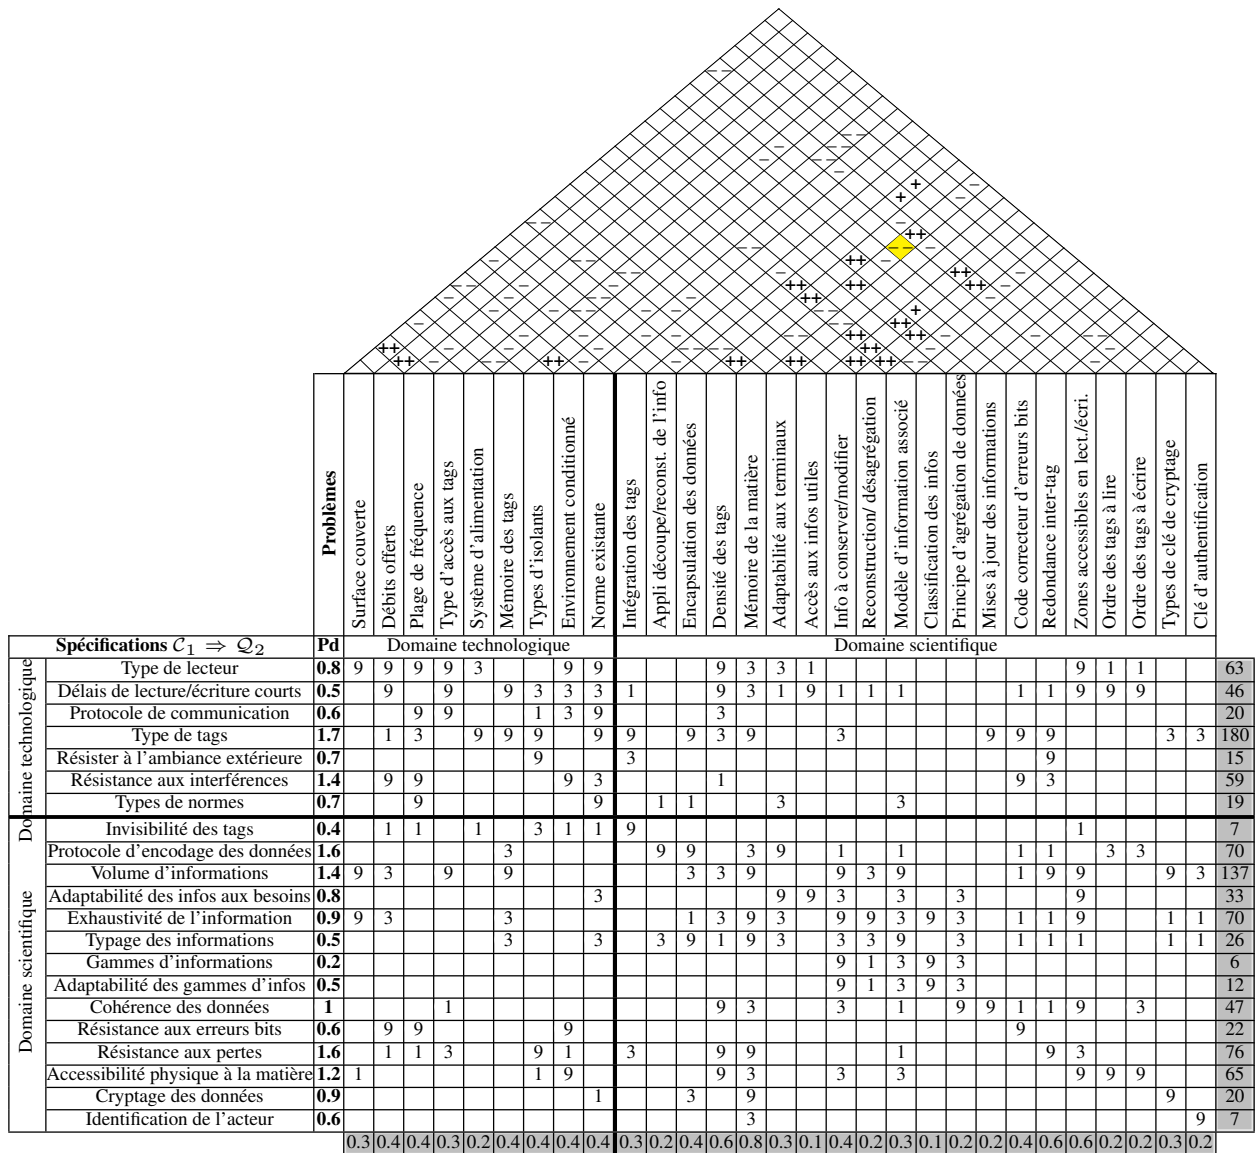 Problèmes
Surface couverte
Débits offerts
Plage de fréquence
Type d'accès aux tags
Système d'alimentation
Mémoire des tags
Types d'isolants
Environnement conditionné
Norme existante
Intégration des tags
Appli découpe/reconst. de l'info
Encapsulation des données
Densité des tags
Mémoire de la matière
Adaptabilité aux terminaux
Accès aux infos utiles
Info à conserver/modifier
Reconstruction/ désagrégation
Modèle d'information associé
Classification des infos
Principe d'agrégation de données
Mises à jour des informations
Code correcteur d'erreurs bits
Redondance inter-tag
Zones accessibles en lect./écri.
Ordre des tags à lire
Ordre des tags à écrire
Types de clé de cryptage
Clé d' authentification
Spécifications C1 ⇒ Q2 Pd Domaine technologique Domaine scientifique
Domaine technologique
Type de lecteur 0.8 9 9 9 9 3 9 9 9 3 3 1 9 1 1 63
Délais de lecture/écriture courts 0.5 9 9 9 3 3 3 1 9 3 1 9 1 1 1 1 1 9 9 9 46
Protocole de communication 0.6 9 9 1 3 9 3 20
Type de tags 1.7 1 3 9 9 9 9 9 9 3 9 3 9 9 9 3 3 180
Résister à l'ambiance extérieure 0.7 9 3 9 15
Résistance aux interférences 1.4 9 9 9 3 1 9 3 59
Types de normes 0.7 9 9 1 1 3 3 19
Domaine scientifique
Invisibilité des tags 0.4 1 1 1 3 1 1 9 1 7
Protocole d'encodage des données 1.6 3 9 9 3 9 1 1 1 1 3 3 70
Volume d'informations 1.4 9 3 9 9 3 3 9 9 3 9 1 9 9 9 3 137
Adaptabilité des infos aux besoins 0.8 3 9 9 3 3 3 9 33
Exhaustivité de l'information 0.9 9 3 3 1 3 9 3 9 9 3 9 3 1 1 9 1 1 70
Typage des informations 0.5 3 3 3 9 1 9 3 3 3 9 3 1 1 1 1 1 26
Gammes d'informations 0.2 9 1 3 9 3 6
Adaptabilité des gammes d'infos 0.5 9 1 3 9 3 12
Cohérence des données 1 1 9 3 3 1 9 9 1 1 9 3 47
Résistance aux erreurs bits 0.6 9 9 9 9 22
Résistance aux pertes 1.6 1 1 3 9 1 3 9 9 1 9 3 76
Accessibilité physique à la matière 1.2 1 1 9 9 3 3 3 9 9 9 65
Cryptage des données 0.9 1 3 9 9 20
Identification de l'acteur 0.6 3 9 7
0.3 0.4 0.4 0.3 0.2 0.4 0.4 0.4 0.4 0.3 0.2 0.4 0.6 0.8 0.3 0.1 0.4 0.2 0.3 0.1 0.2 0.2 0.4 0.6 0.6 0.2 0.2 0.3 0.2